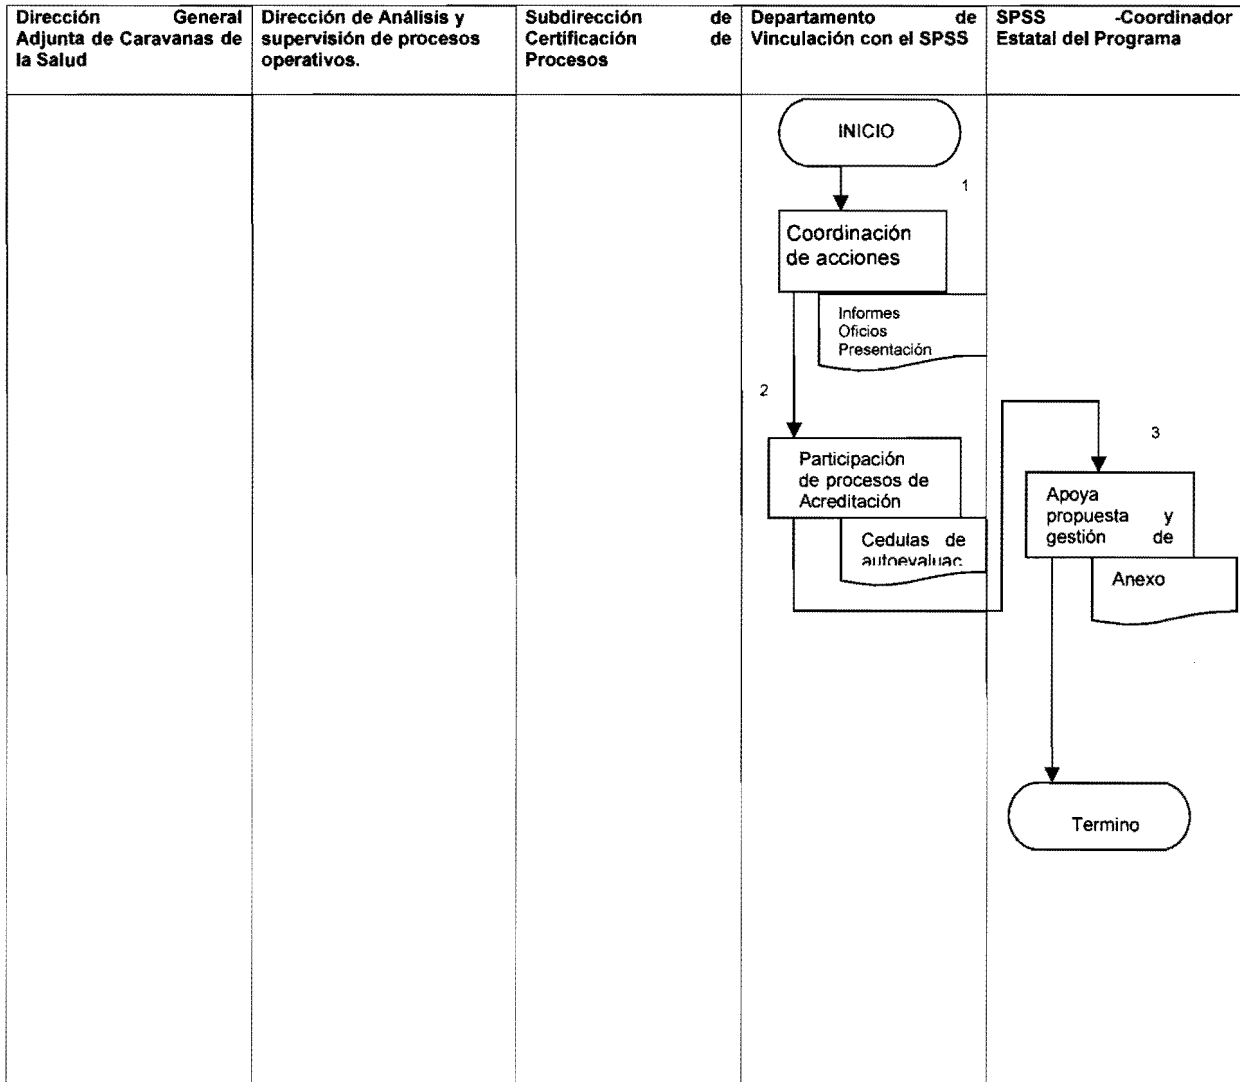 Dirección General
Adjunta de Caravanas de
la Salud
Dirección de Análisis y
supervisión de procesos
operativos.
Subdirección de
Certificación de
Procesos
Departamento de
Vinculación con el SPSS
SPSS -Coordinador
Estatal del Programa
INICIO
1
Coordinación
de acciones
Informes
Oficios
Presentación
2
Participación
de procesos de
Acreditación
Cedulas de
autoevaluac
3
Apoya
propuesta y
gestión de
Anexo
Termino